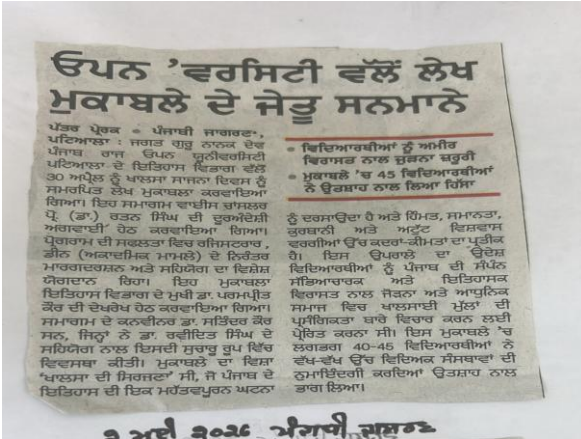 ਓਪਨ ’ਵਰਸਿਟੀ ਵੱਲੋਂ ਲੇਖ
ਮੁਕਾਬਲੇ ਦੇ ਜੇਤੂ ਸਨਮਾਨੇ
ਪੱਤਰ ਪ੍ਰੇਰਕ • ਪੰਜਾਬੀ ਜਾਗਰਣ,
ਪਟਿਆਲਾ : ਜਗਤ ਗੁਰੂ ਨਾਨਕ ਦੇਵ
ਪੰਜਾਬ ਰਾਜ ਓਪਨ ਯੂਨੀਵਰਸਿਟੀ
ਪਟਿਆਲਾ ਦੇ ਇਤਿਹਾਸ ਵਿਭਾਗ ਵੱਲੋਂ
30 ਅਪ੍ਰੈਲ ਨੂੰ ਖਾਲਸਾ ਸਾਜਨਾ ਦਿਵਸ ਨੂੰ
ਸਮਰਪਿਤ ਲੇਖ ਮੁਕਾਬਲਾ ਕਰਵਾਇਆ
ਗਿਆ। ਇਹ ਸਮਾਗਮ ਵਾਈਸ ਚਾਂਸਲਰ
ਪ੍ਰੋ. (ਡਾ.) ਰਤਨ ਸਿੰਘ ਦੀ ਦੂਰਅੰਦੇਸ਼ੀ
ਅਗਵਾਈ ਹੇਠ ਕਰਵਾਇਆ ਗਿਆ।
ਪ੍ਰੋਗਰਾਮ ਦੀ ਸਫਲਤਾ ਵਿਚ ਰਜਿਸਟਰਾਰ,
ਡੀਨ (ਅਕਾਦਮਿਕ ਮਾਮਲੇ) ਦੇ ਨਿਰੰਤਰ
ਮਾਰਗਦਰਸ਼ਨ ਅਤੇ ਸਹਿਯੋਗ ਦਾ ਵਿਸ਼ੇਸ਼
ਯੋਗਦਾਨ ਰਿਹਾ। ਇਹ ਮੁਕਾਬਲਾ
ਇਤਿਹਾਸ ਵਿਭਾਗ ਦੇ ਮੁਖੀ ਡਾ. ਪਰਮਪ੍ਰੀਤ
ਕੌਰ ਦੀ ਦੇਖਰੇਖ ਹੇਠ ਕਰਵਾਇਆ ਗਿਆ।
ਸਮਾਗਮ ਦੇ ਕਨਵੀਨਰ ਡਾ. ਸਤਿੰਦਰ ਕੌਰ
ਸਨ, ਜਿਨ੍ਹਾਂ ਨੇ ਡਾ. ਰਵੀਦਿਤ ਸਿੰਘ ਦੇ
ਸਹਿਯੋਗ ਨਾਲ ਇਸਦੀ ਸੁਚਾਰੂ ਰੂਪ ਵਿੱਚ
ਵਿਵਸਥਾ ਕੀਤੀ। ਮੁਕਾਬਲੇ ਦਾ ਵਿਸ਼ਾ
‘ਖਾਲਸਾ ਦੀ ਸਿਰਜਣਾ’ ਸੀ, ਜੋ ਪੰਜਾਬ ਦੇ
ਇਤਿਹਾਸ ਦੀ ਇਕ ਮਹੱਤਵਪੂਰਨ ਘਟਨਾ
• ਵਿਦਿਆਰਥੀਆਂ ਨੂੰ ਅਮੀਰ
ਵਿਰਾਸਤ ਨਾਲ ਜੁੜਨਾ ਜ਼ਰੂਰੀ
• ਮੁਕਾਬਲੇ ’ਚ 45 ਵਿਦਿਆਰਥੀਆਂ
ਨੇ ਉਤਸ਼ਾਹ ਨਾਲ ਲਿਆ ਹਿੱਸਾ
ਨੂੰ ਦਰਸਾਉਂਦਾ ਹੈ ਅਤੇ ਹਿੰਮਤ, ਸਮਾਨਤਾ,
ਕੁਰਬਾਨੀ ਅਤੇ ਅਟੁੱਟ ਵਿਸ਼ਵਾਸ
ਵਰਗੀਆਂ ਉੱਚ ਕਦਰਾਂ-ਕੀਮਤਾਂ ਦਾ ਪ੍ਰਤੀਕ
ਹੈ। ਇਸ ਉਪਰਾਲੇ ਦਾ ਉਦੇਸ਼
ਵਿਦਿਆਰਥੀਆਂ ਨੂੰ ਪੰਜਾਬ ਦੀ ਸੰਪੰਨ
ਸੱਭਿਆਚਾਰਕ ਅਤੇ ਇਤਿਹਾਸਕ
ਵਿਰਾਸਤ ਨਾਲ ਜੋੜਨਾ ਅਤੇ ਆਧੁਨਿਕ
ਸਮਾਜ ਵਿਚ ਖਾਲਸਾਈ ਮੁੱਲਾਂ ਦੀ
ਪ੍ਰਸੰਗਿਕਤਾ ਬਾਰੇ ਵਿਚਾਰ ਕਰਨ ਲਈ
ਪ੍ਰੇਰਿਤ ਕਰਨਾ ਸੀ। ਇਸ ਮੁਕਾਬਲੇ ’ਚ
ਲਗਭਗ 40-45 ਵਿਦਿਆਰਥੀਆਂ ਨੇ
ਵੱਖ-ਵੱਖ ਉੱਚ ਵਿਦਿਅਕ ਸੰਸਥਾਵਾਂ ਦੀ
ਨੁਮਾਇੰਦਗੀ ਕਰਦਿਆਂ ਉਤਸ਼ਾਹ ਨਾਲ
ਭਾਗ ਲਿਆ।
2 ਮਈ 2026 ਪੰਜਾਬੀ ਜਾਗਰਣ